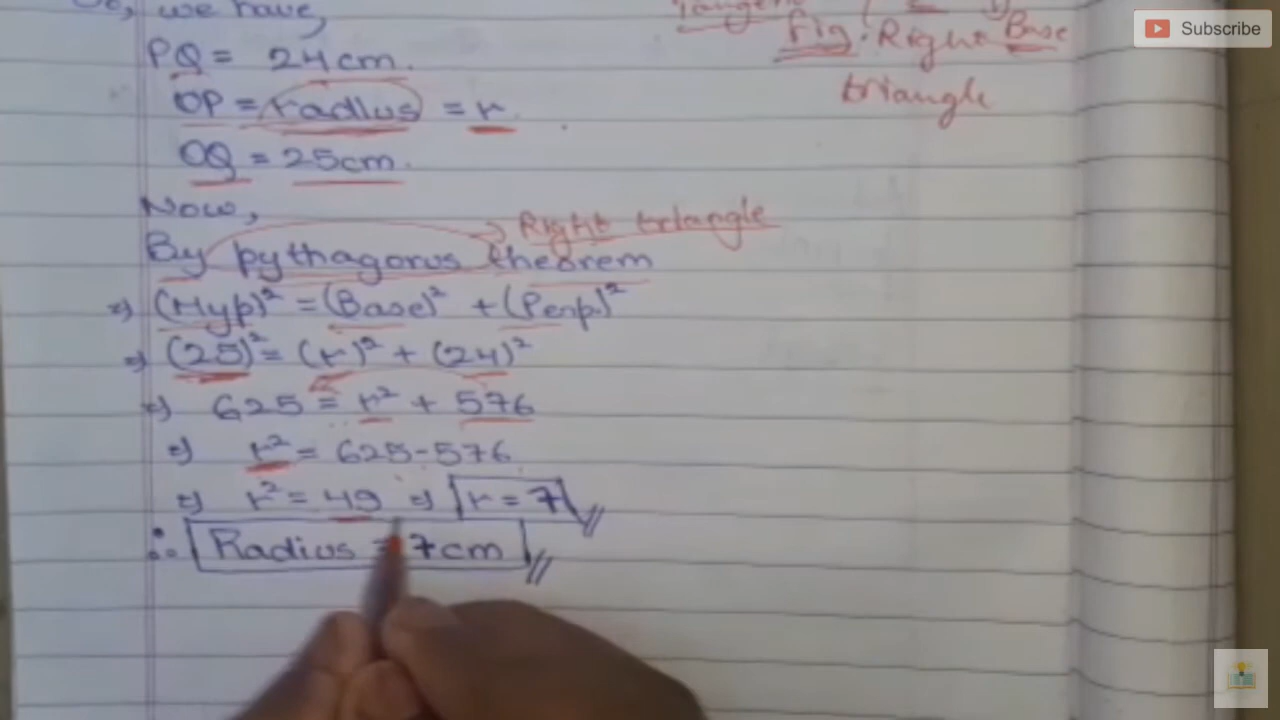 we have,
Tangent
Fig: Right Base
triangle
PQ = 24cm.
OP = radius = r
OQ = 25cm.
Now,
Right triangle
By pythagorus theorem
⇒ (Hyp)² = (Base)² + (Perp.)²
⇒ (25)² = (r)² + (24)²
⇒ 625 = r² + 576
⇒ r² = 625-576
⇒ r² = 49 ⇒ r = 7
∴ Radius = 7cm
Subscribe